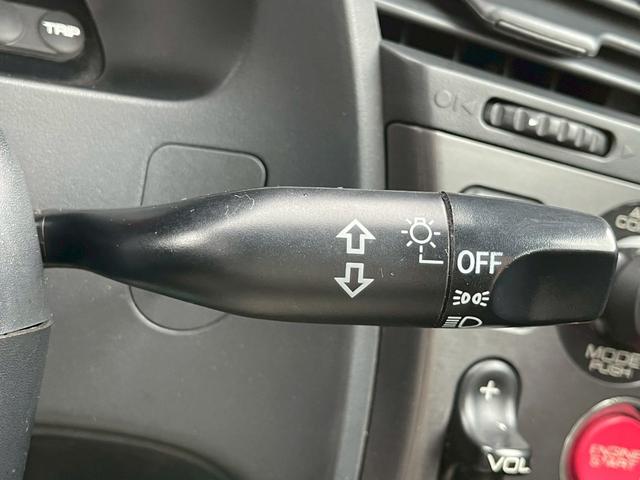 TRIP
OFF
MODE
PUSH
+
VOL
ENGINE
START